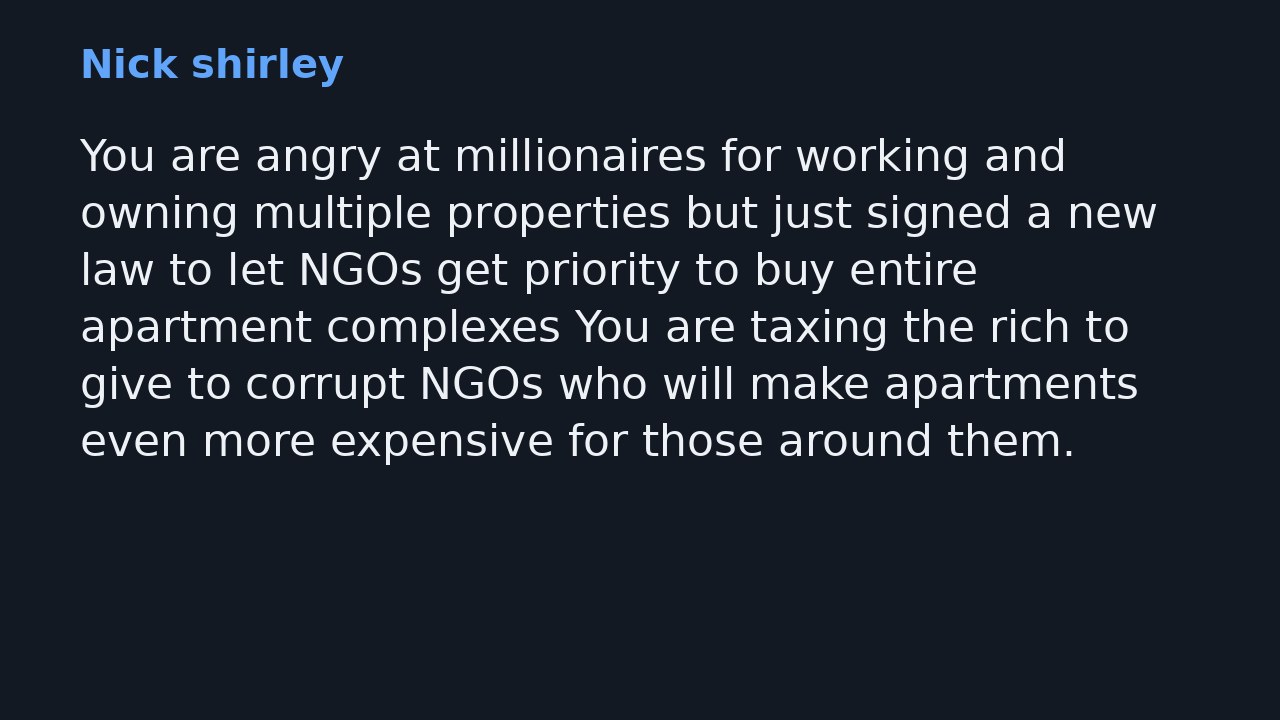 Nick shirley
You are angry at millionaires for working and
owning multiple properties but just signed a new
law to let NGOs get priority to buy entire
apartment complexes You are taxing the rich to
give to corrupt NGOs who will make apartments
even more expensive for those around them.